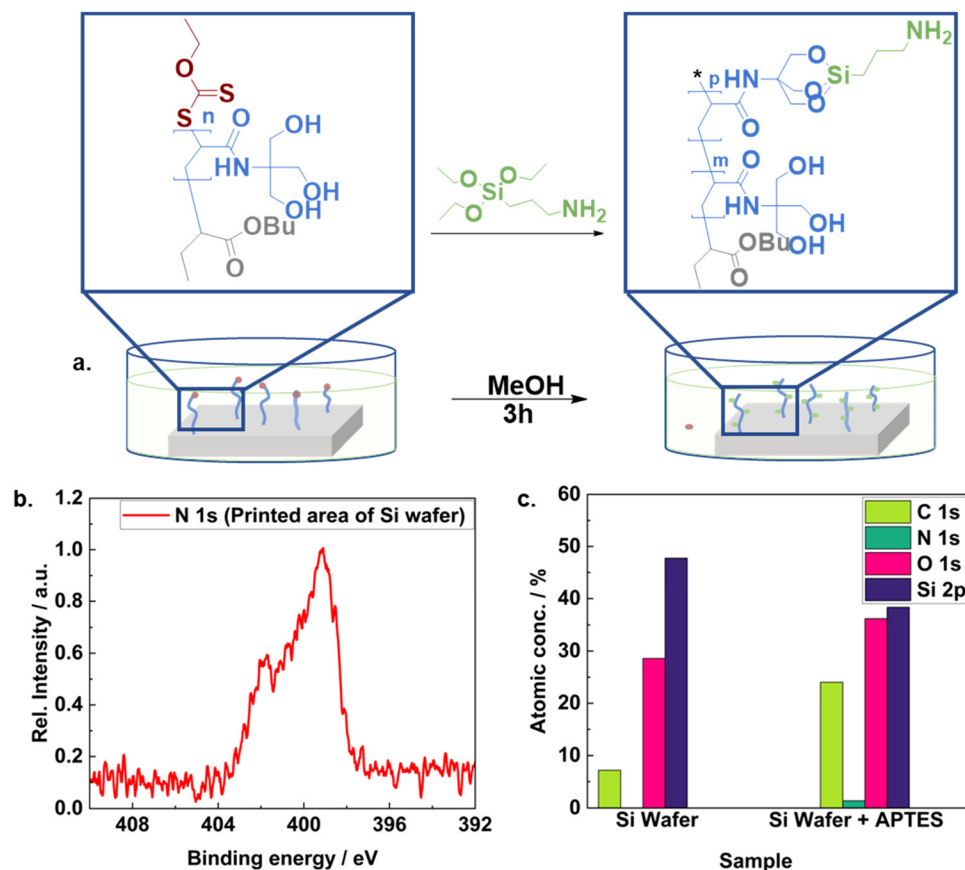 O
S
S
n
O
OH
NH
OH
OH
OBu
O
O
O
Si
O
NH2
NH2
* p
NH
O
O
O
Si
O
m
O
OH
NH
OH
OH
OBu
O
a.
MeOH
3h
b.
N 1s (Printed area of Si wafer)
1.2
1.0
0.8
0.6
0.4
0.2
0.0
Rel. Intensity / a.u.
408 404 400 396 392
Binding energy / eV
c.
C 1s
N 1s
O 1s
Si 2p
60
50
40
30
20
10
0
Atomic conc. / %
Si Wafer Si Wafer + APTES
Sample